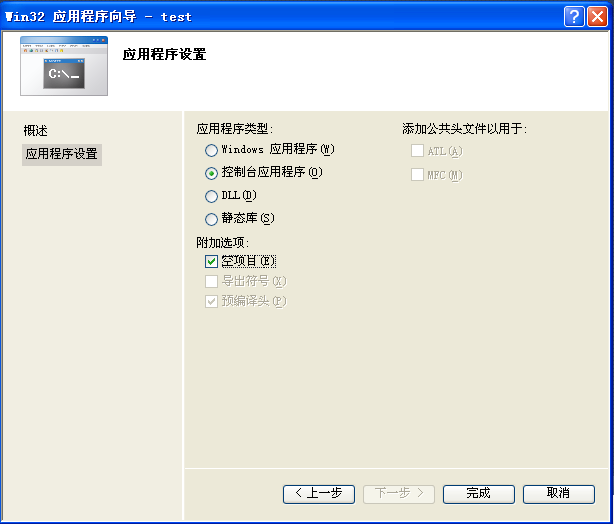 Win32 应用程序向导 - test
应用程序设置
C:\_
概述
应用程序设置
应用程序类型:
Windows 应用程序(W)
控制台应用程序(O)
DLL(D)
静态库(S)
附加选项:
空项目(E)
导出符号(X)
预编译头(P)
添加公共头文件以用于:
ATL(A)
MFC(M)
< 上一步
下一步 >
完成
取消